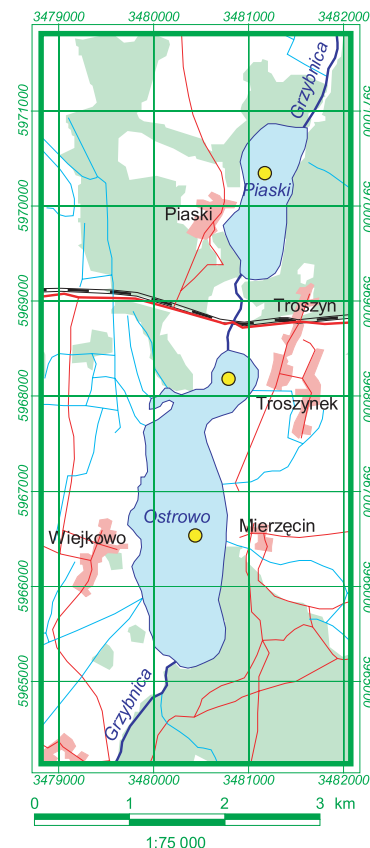 3479000 3480000 3481000 3482000
5971000
5971000
Grzybnica
Piaski
5970000
5970000
Piaski
5969000
5969000
Troszyn
5968000
5968000
Troszynek
5967000
5967000
Ostrowo
Mierzęcin
Wiejkowo
5966000
5966000
5965000
5965000
Grzybnica
3479000 3480000 3481000 3482000
0 1 2 3 km
1:75 000